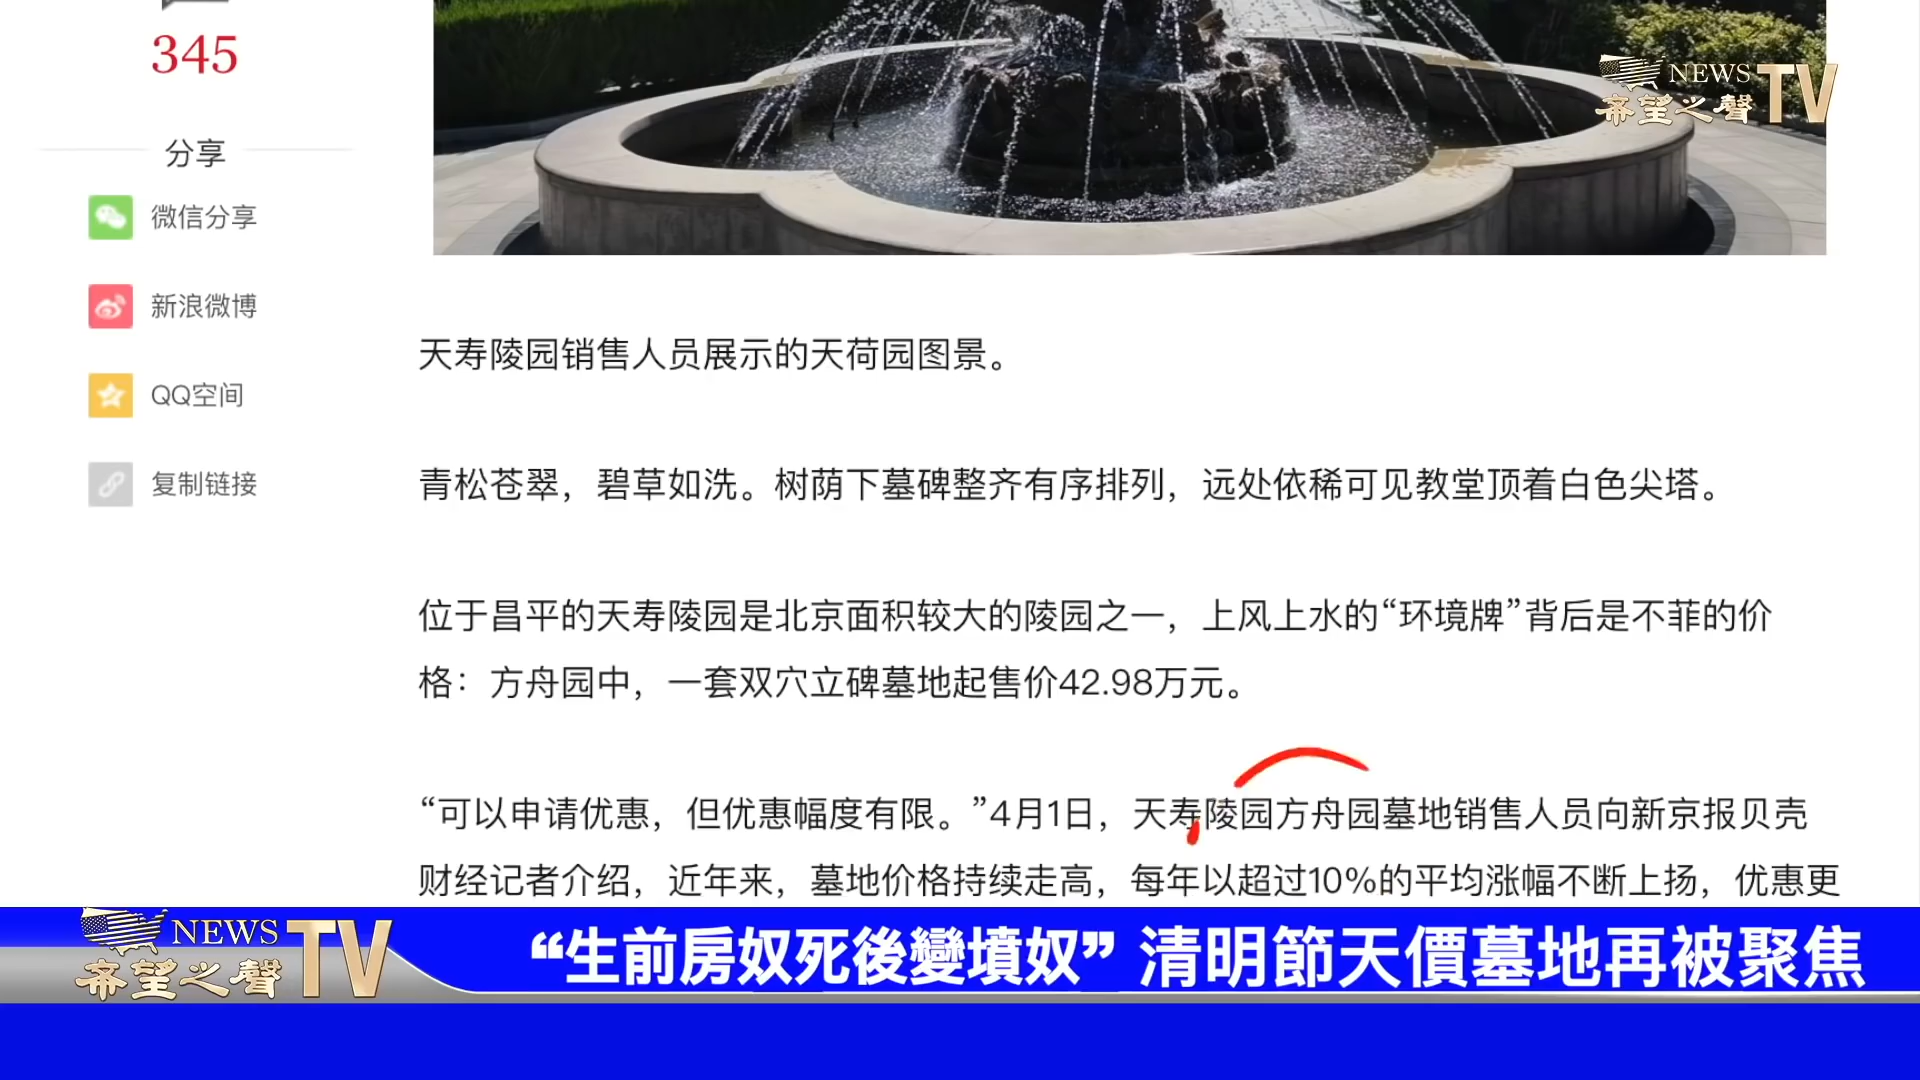 345
分享
微信分享
新浪微博
QQ空间
复制链接
NEWS
希望之聲TV
天寿陵园销售人员展示的天荷园图景。
青松苍翠，碧草如洗。树荫下墓碑整齐有序排列，远处依稀可见教堂顶着白色尖塔。
位于昌平的天寿陵园是北京面积较大的陵园之一，上风上水的“环境牌”背后是不菲的价
格：方舟园中，一套双穴立碑墓地起售价42.98万元。
“可以申请优惠，但优惠幅度有限。”4月1日，天寿陵园方舟园墓地销售人员向新京报贝壳
财经记者介绍，近年来，墓地价格持续走高，每年以超过10%的平均涨幅不断上扬，优惠更
NEWS
希望之聲TV
“生前房奴死後變墳奴” 清明節天價墓地再被聚焦